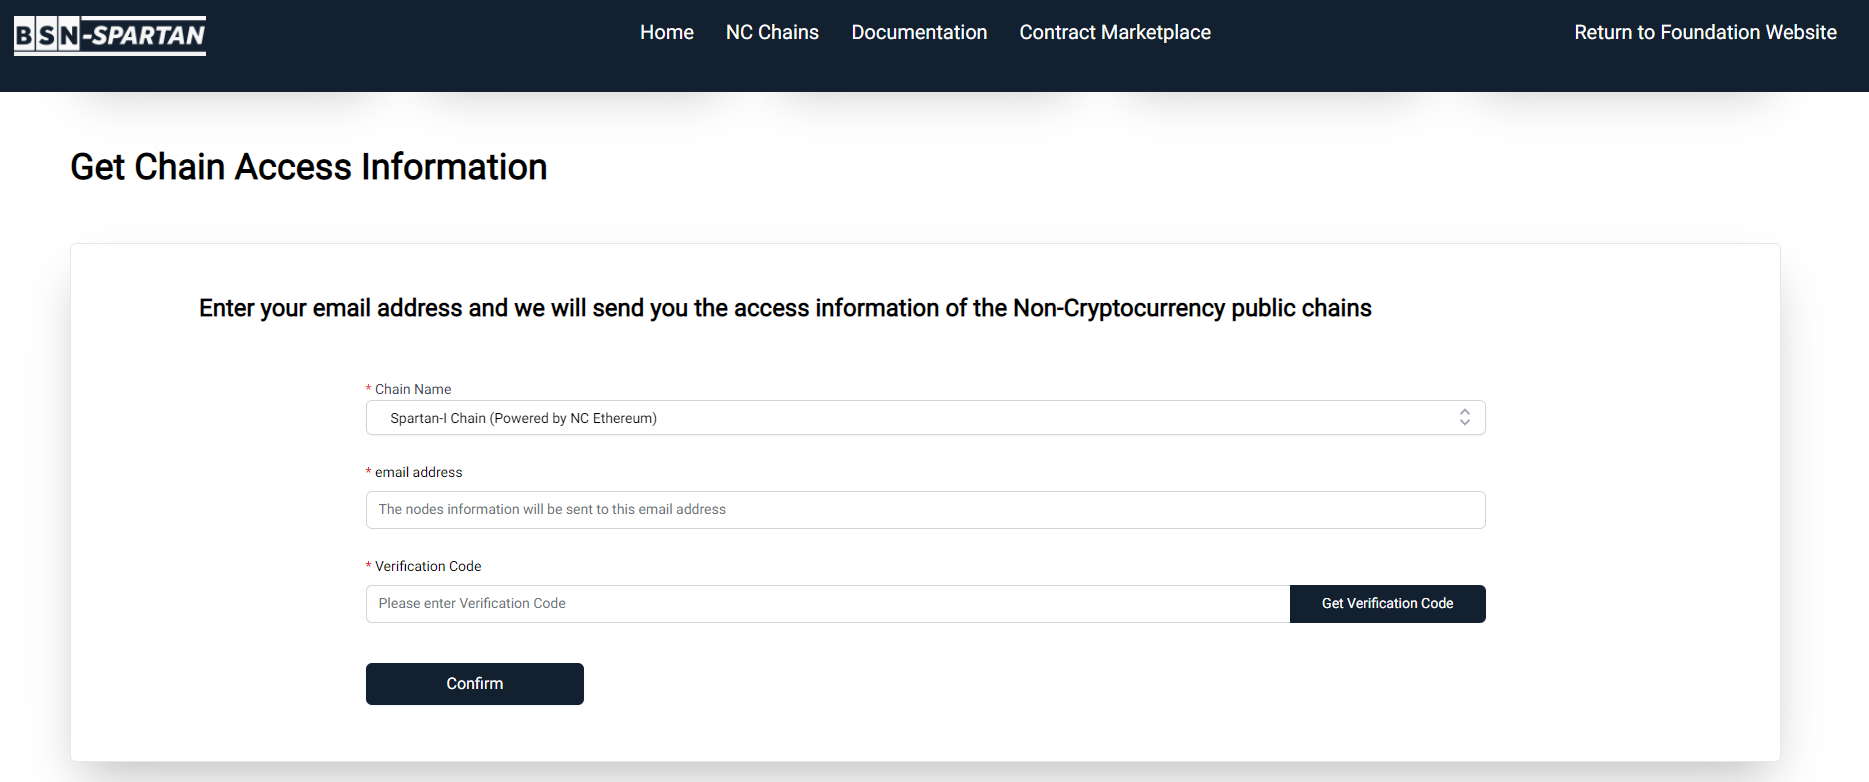 BSN-SPARTAN
Home NC Chains Documentation Contract Marketplace Return to Foundation Website
Get Chain Access Information
Enter your email address and we will send you the access information of the Non-Cryptocurrency public chains
* Chain Name
Spartan-I Chain (Powered by NC Ethereum)
* email address
The nodes information will be sent to this email address
* Verification Code
Please enter Verification Code Get Verification Code
Confirm